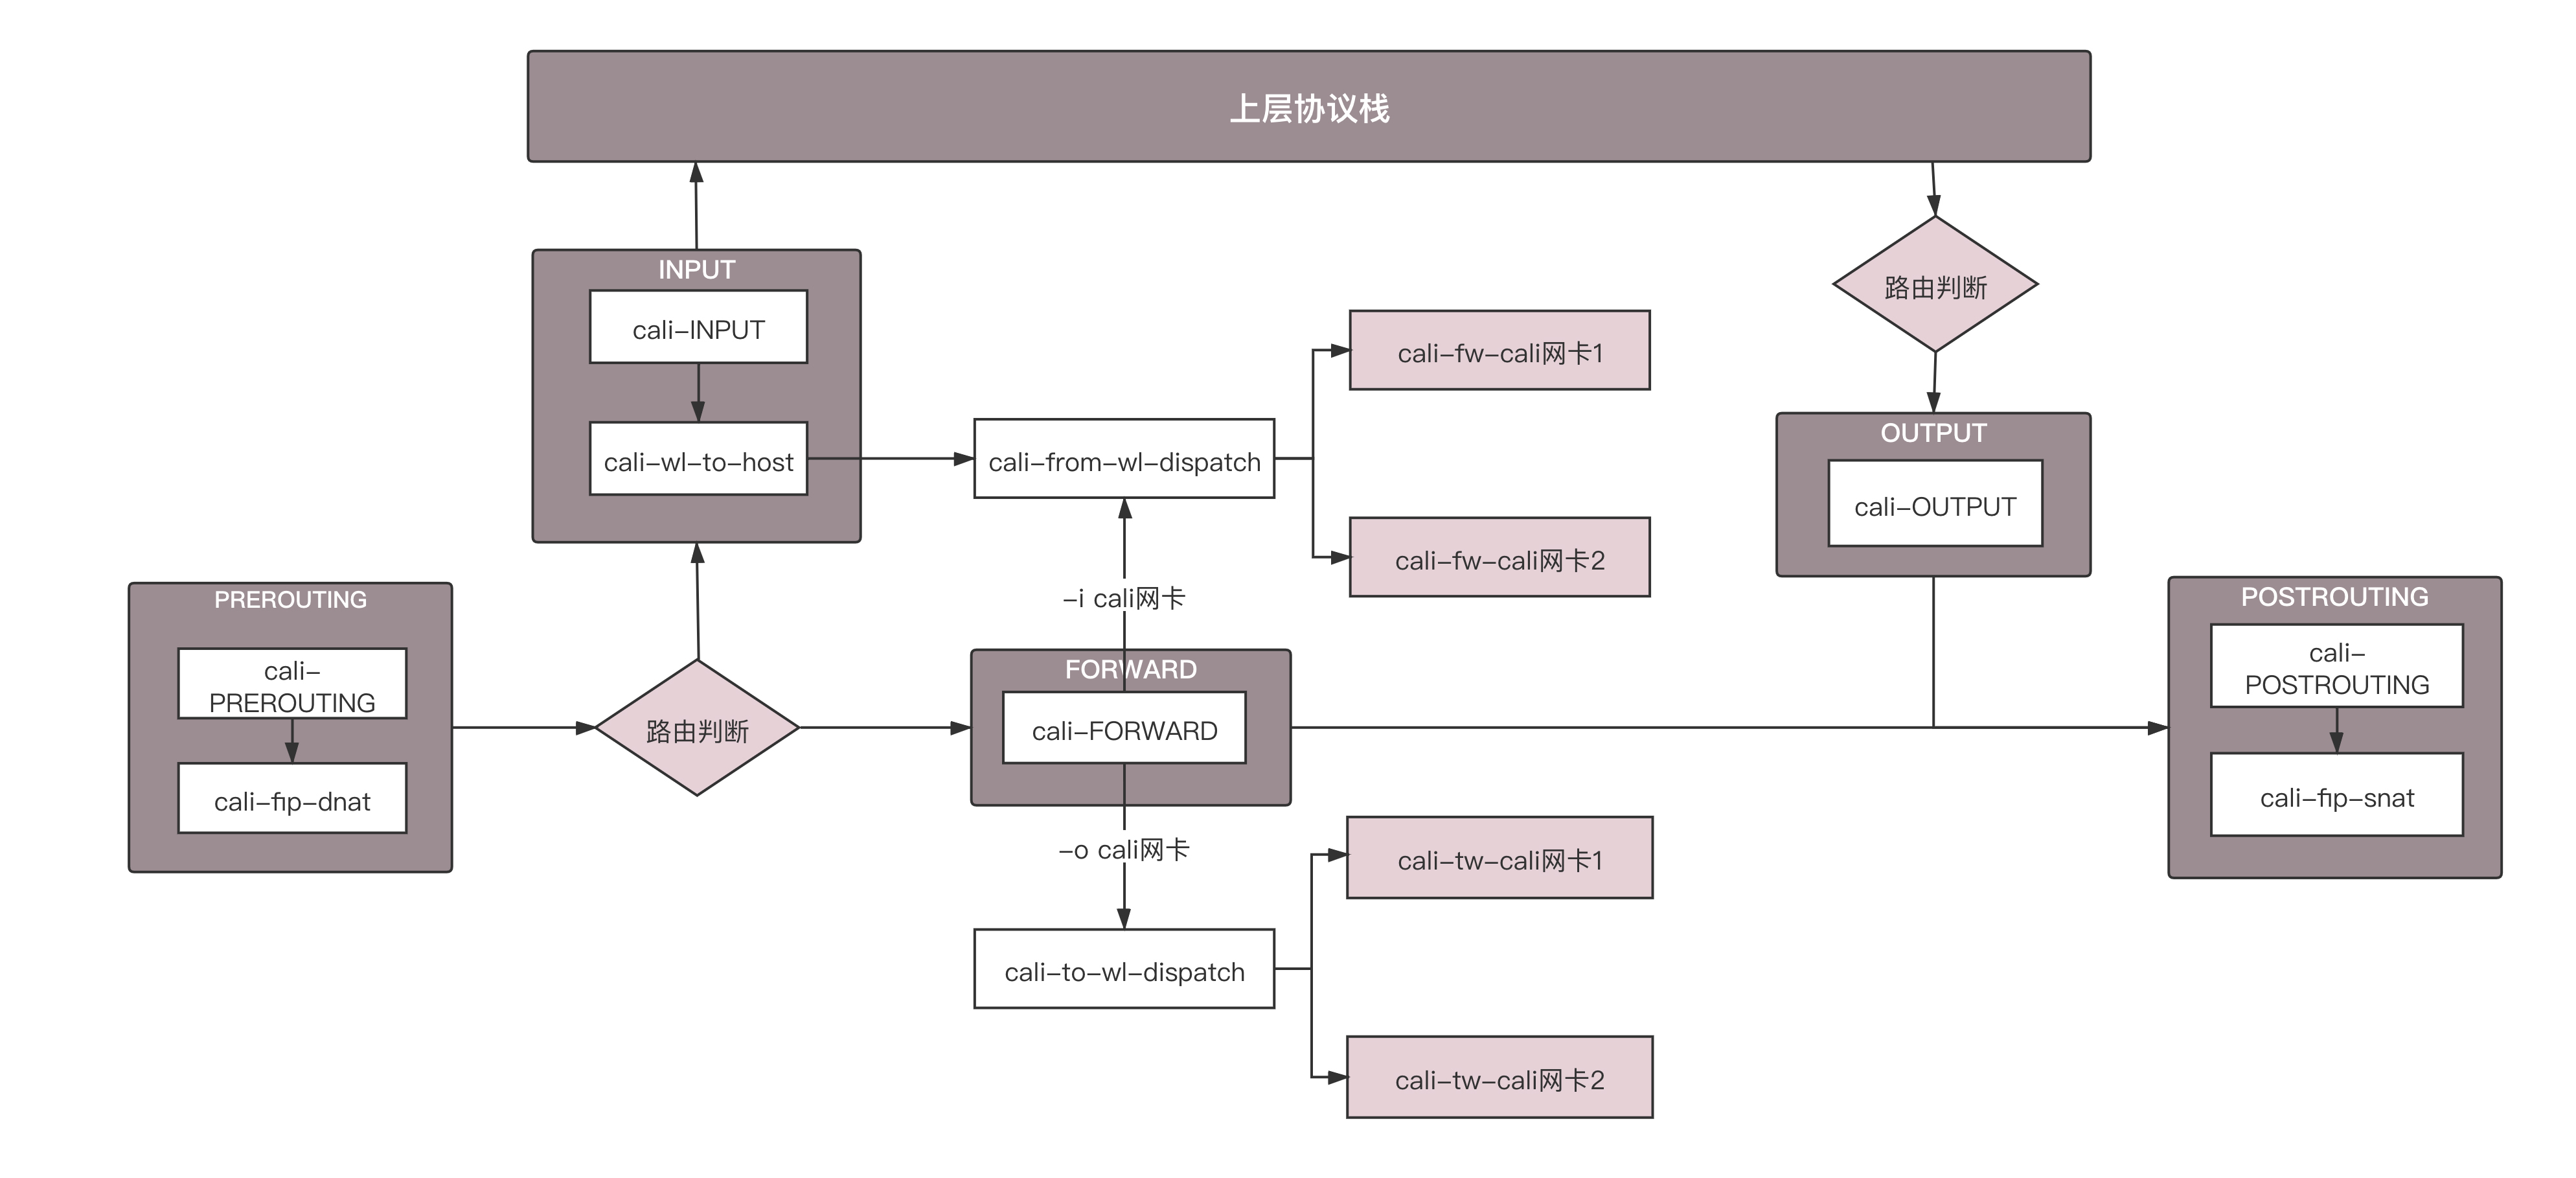 上层协议栈
INPUT
cali-INPUT
cali-wl-to-host
路由判断
cali-fw-cali网卡1
cali-from-wl-dispatch
cali-fw-cali网卡2
OUTPUT
cali-OUTPUT
-i cali网卡
PREROUTING
cali-
PREROUTING
cali-fip-dnat
路由判断
FORWARD
cali-FORWARD
POSTROUTING
cali-
POSTROUTING
cali-fip-snat
-o cali网卡
cali-tw-cali网卡1
cali-to-wl-dispatch
cali-tw-cali网卡2